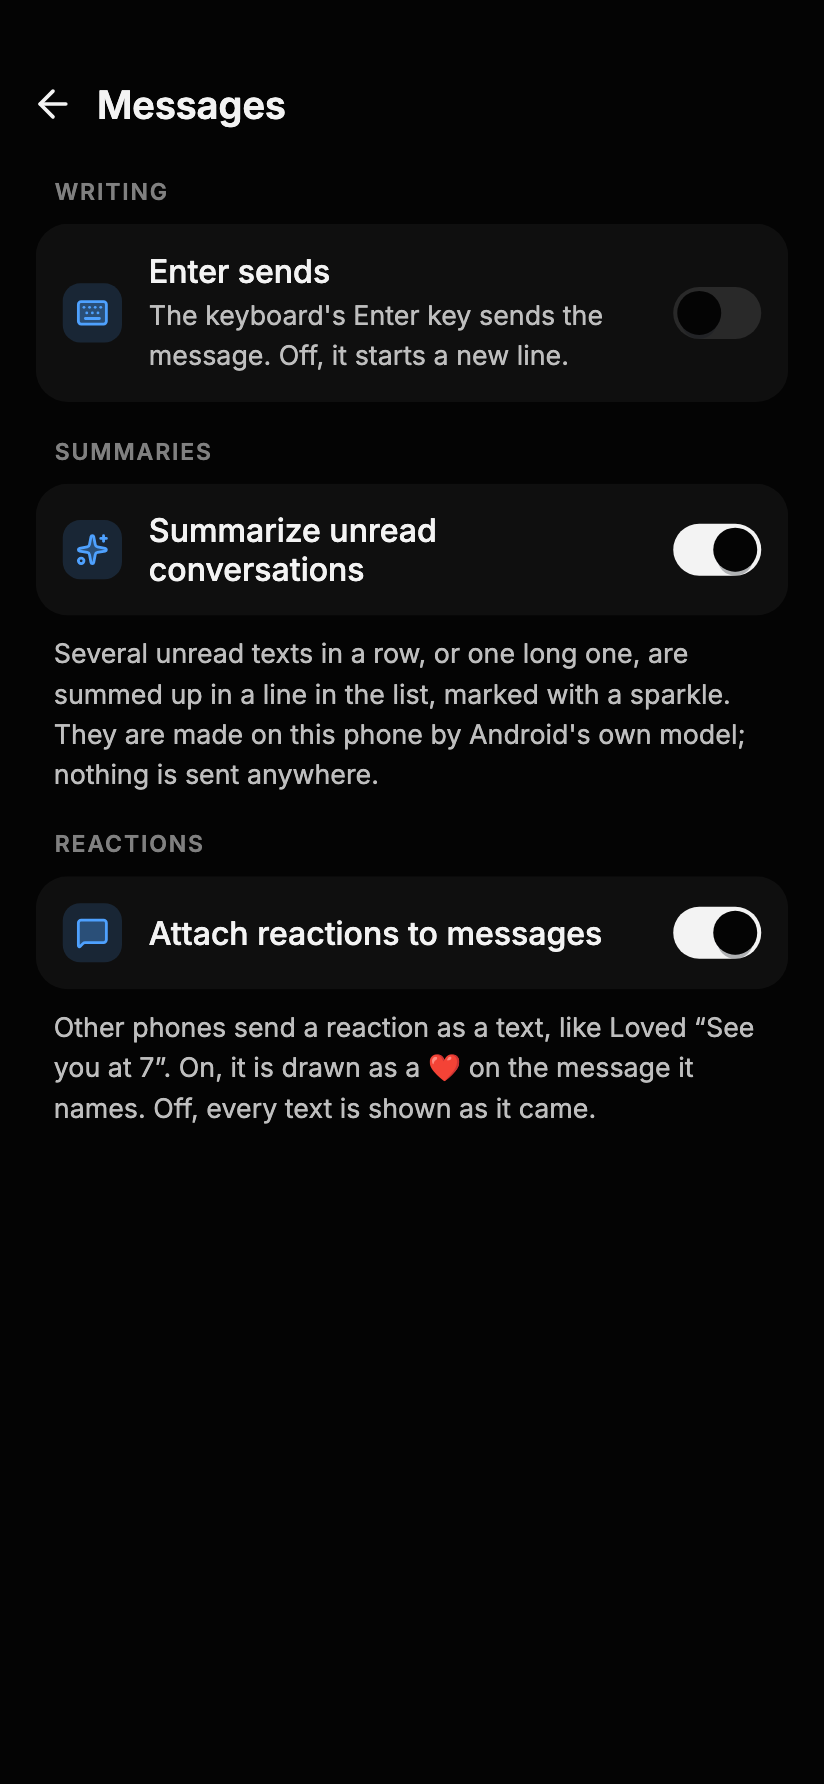 Messages
WRITING
Enter sends
The keyboard's Enter key sends the
message. Off, it starts a new line.
SUMMARIES
Summarize unread
conversations
Several unread texts in a row, or one long one, are
summed up in a line in the list, marked with a sparkle.
They are made on this phone by Android's own model;
nothing is sent anywhere.
REACTIONS
Attach reactions to messages
Other phones send a reaction as a text, like Loved “See
you at 7”. On, it is drawn as a ❤️ on the message it
names. Off, every text is shown as it came.